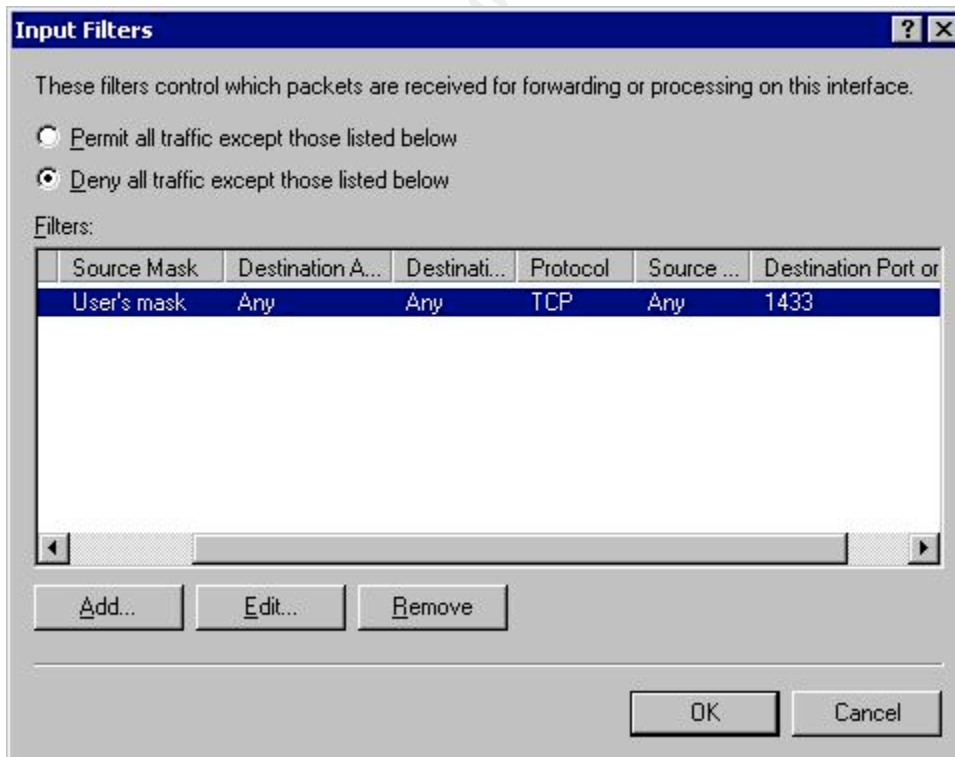 Input Filters
These filters control which packets are received for forwarding or processing on this interface.
Permit all traffic except those listed below
Deny all traffic except those listed below
Filters:
Source Mask Destination A... Destinati... Protocol Source ... Destination Port or
User's mask Any Any TCP Any 1433
Add... Edit... Remove
OK Cancel